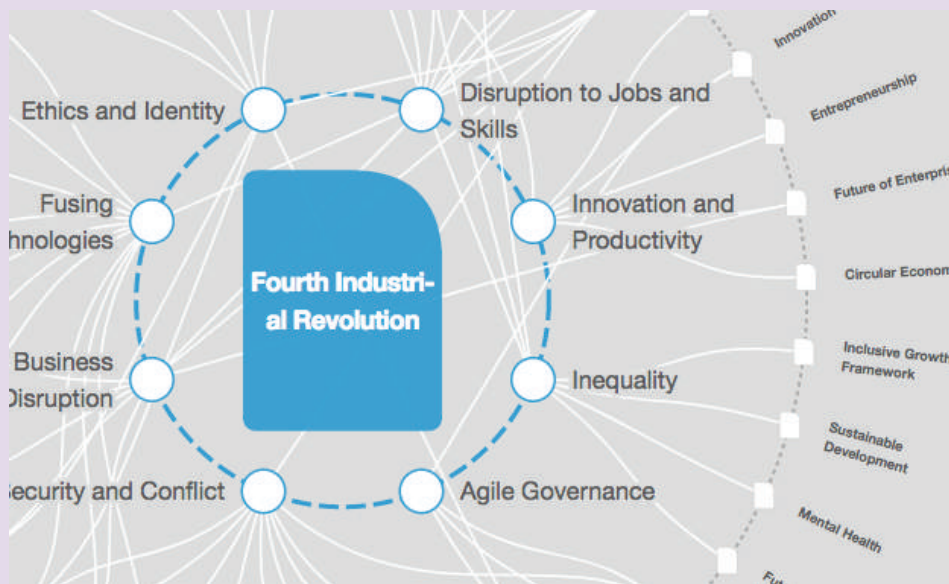 Innovation
Entrepreneurship
Future of Enterpris
Circular Econom
Inclusive Growth
Framework
Sustainable
Development
Mental Health
Fut
Ethics and Identity
Disruption to Jobs and
Skills
Fusing
hnologies
Innovation and
Productivity
Fourth Industri-
al Revolution
Business
Disruption
Inequality
Security and Conflict
Agile Governance